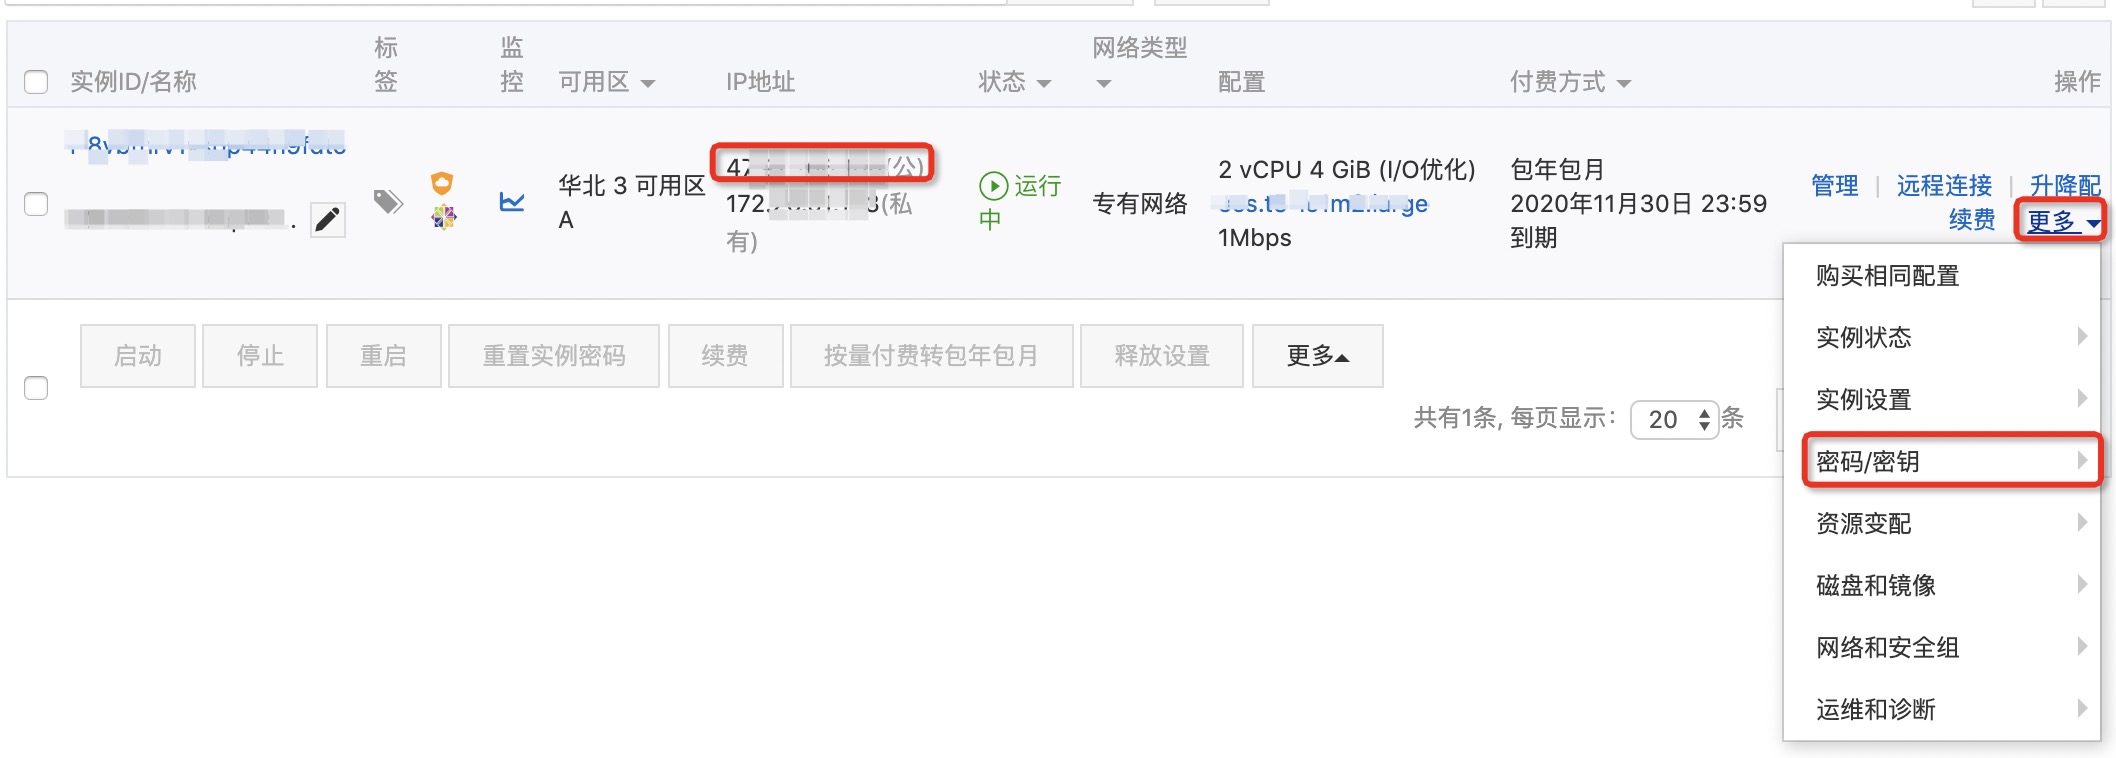 实例ID/名称
标签
监控
可用区
IP地址
状态
网络类型
配置
付费方式
操作
华北 3 可用区
A
47
(公)
172.
(私
有)
运行
中
专有网络
2 vCPU 4 GiB (I/O优化)
1Mbps
包年包月
2020年11月30日 23:59
到期
管理 | 远程连接 | 升降配
续费 更多
购买相同配置
实例状态
实例设置
密码/密钥
资源变配
磁盘和镜像
网络和安全组
运维和诊断
启动 停止 重启 重置实例密码 续费 按量付费转包年包月 释放设置 更多
共有1条, 每页显示: 20 条